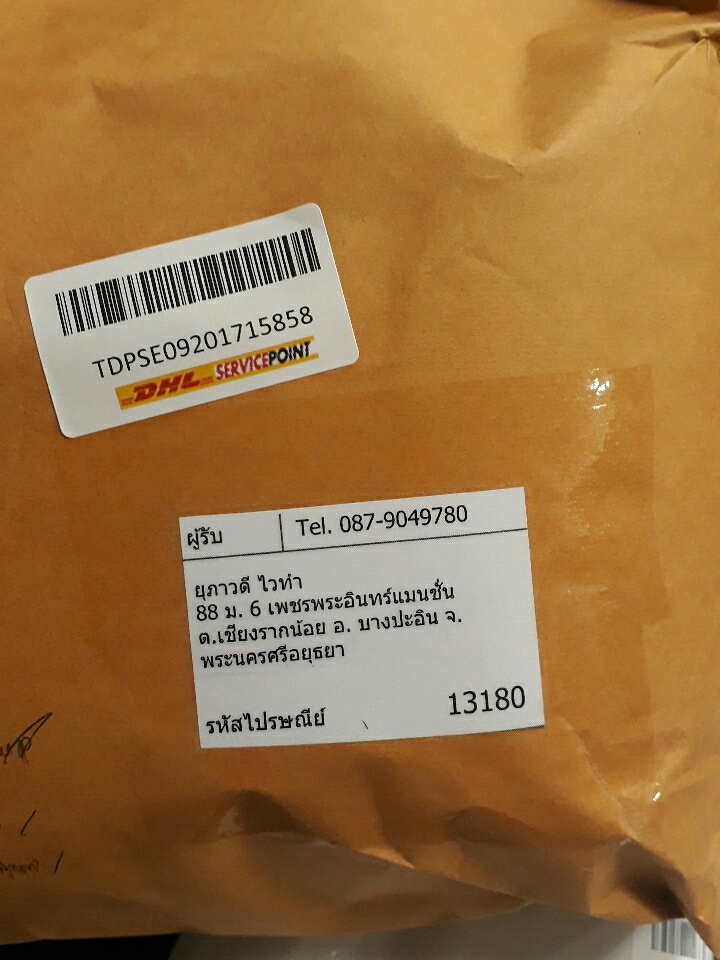 TDPSE09201715858
DHL SERVICEPOINT
ผู้รับ
Tel. 087-9049780
ยุภาวดี ไวทำ
88 ม. 6 เพชรพระอินทร์แมนชั่น
ต.เชียงรากน้อย อ. บางปะอิน จ.
พระนครศรีอยุธยา
รหัสไปรษณีย์
13180